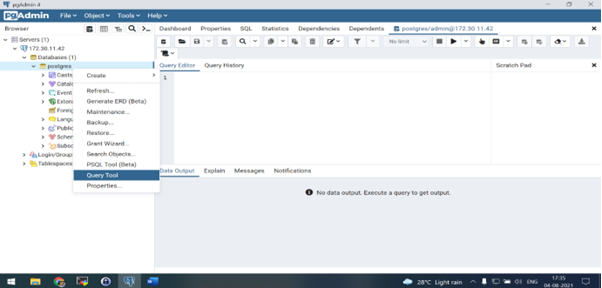 pgAdmin 4
pgAdmin File Object Tools Help
Browser
Dashboard Properties SQL Statistics Dependencies Dependents postgres/admin@172.30.11.42
Servers (1)
172.30.11.42
Databases (1)
postgres
No limit
Query Editor Query History Scratch Pad
1
Casts
Catalo
Event
Extens
Foreig
Langu
Public
Schem
Subsc
Login/Group
Tablespaces
Create
Refresh...
Generate ERD (Beta)
Maintenance...
Backup...
Restore...
Grant Wizard...
Search Objects...
PSQL Tool (Beta)
Query Tool
Properties...
Data Output Explain Messages Notifications
No data output. Execute a query to get output.
28°C Light rain ENG 17:35
04-08-2021